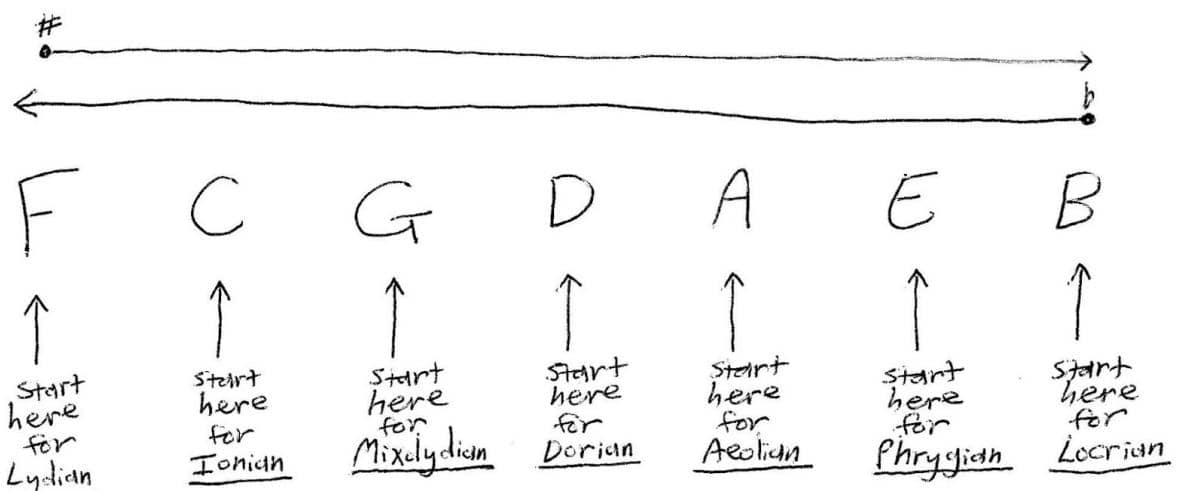 #
b
F C G D A E B
start here for Lydian
start here for Ionian
start here for Mixolydian
start here for Dorian
start here for Aeolian
start here for Phrygian
start here for Locrian